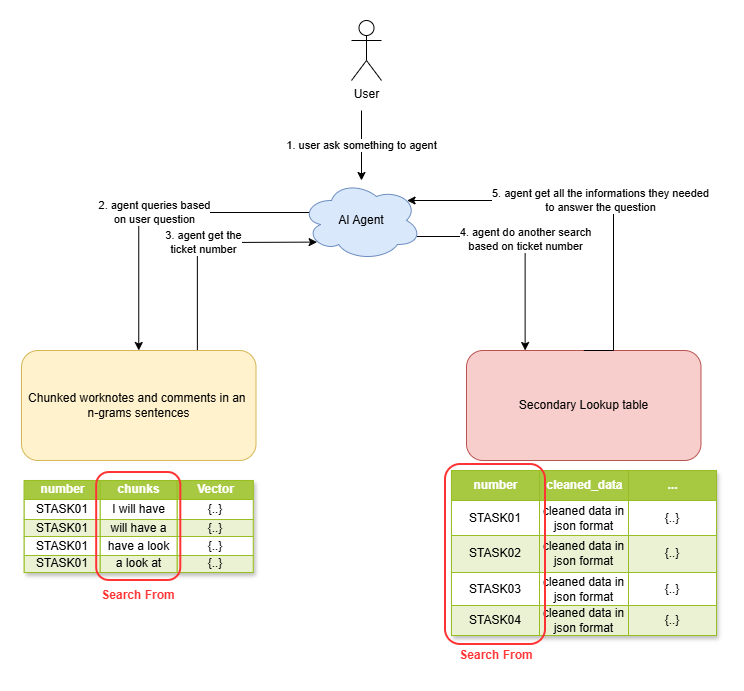 User
1. user ask something to agent
AI Agent
2. agent queries based
on user question
3. agent get the
ticket number
5. agent get all the informations they needed
to answer the question
4. agent do another search
based on ticket number
Chunked worknotes and comments in an
n-grams sentences
Secondary Lookup table
number chunks Vector
STASK01 I will have {..}
STASK01 will have a {..}
STASK01 have a look {..}
STASK01 a look at {..}
Search From
number cleaned_data ...
STASK01 cleaned data in
json format {..}
STASK02 cleaned data in
json format {..}
STASK03 cleaned data in
json format {..}
STASK04 cleaned data in
json format {..}
Search From